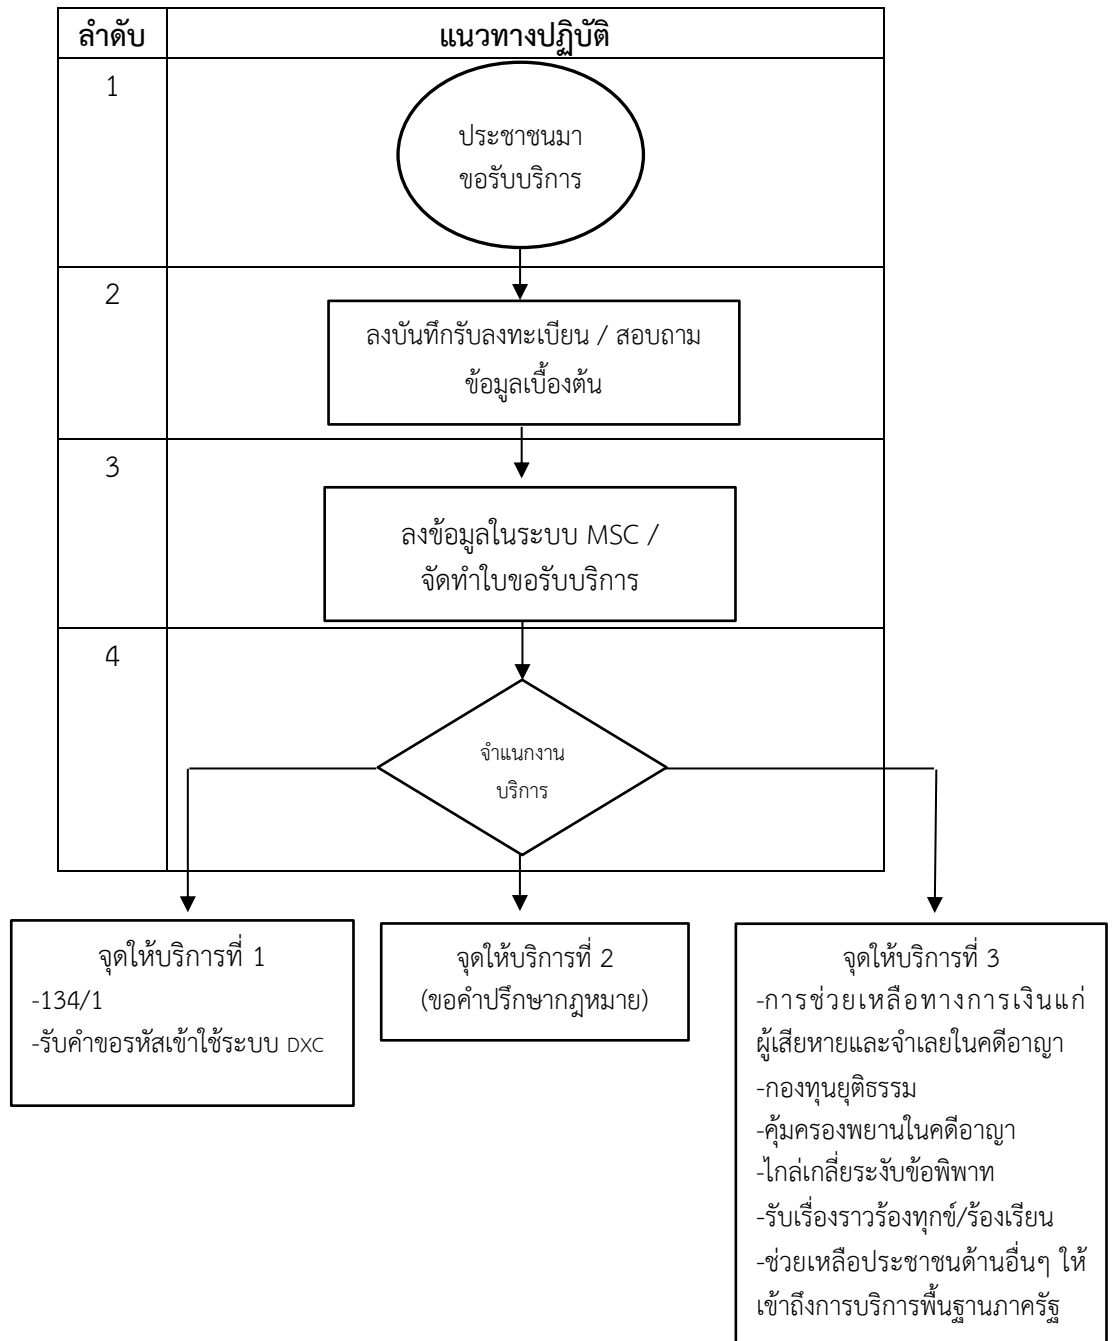 ลำดับ
แนวทางปฏิบัติ
1
ประชาชนมา
ขอรับบริการ
2
ลงบันทึกรับลงทะเบียน / สอบถาม
ข้อมูลเบื้องต้น
3
ลงข้อมูลในระบบ MSC /
จัดทำใบขอรับบริการ
4
จำแนกงาน
บริการ
จุดให้บริการที่ 1
-134/1
-รับคำขอรหัสเข้าใช้ระบบ DXC
จุดให้บริการที่ 2
(ขอคำปรึกษากฎหมาย)
จุดให้บริการที่ 3
-การช่วยเหลือทางการเงินแก่
ผู้เสียหายและจำเลยในคดีอาญา
-กองทุนยุติธรรม
-คุ้มครองพยานในคดีอาญา
-ไกล่เกลี่ยระงับข้อพิพาท
-รับเรื่องราวร้องทุกข์/ร้องเรียน
-ช่วยเหลือประชาชนด้านอื่นๆ ให้
เข้าถึงการบริการพื้นฐานภาครัฐ